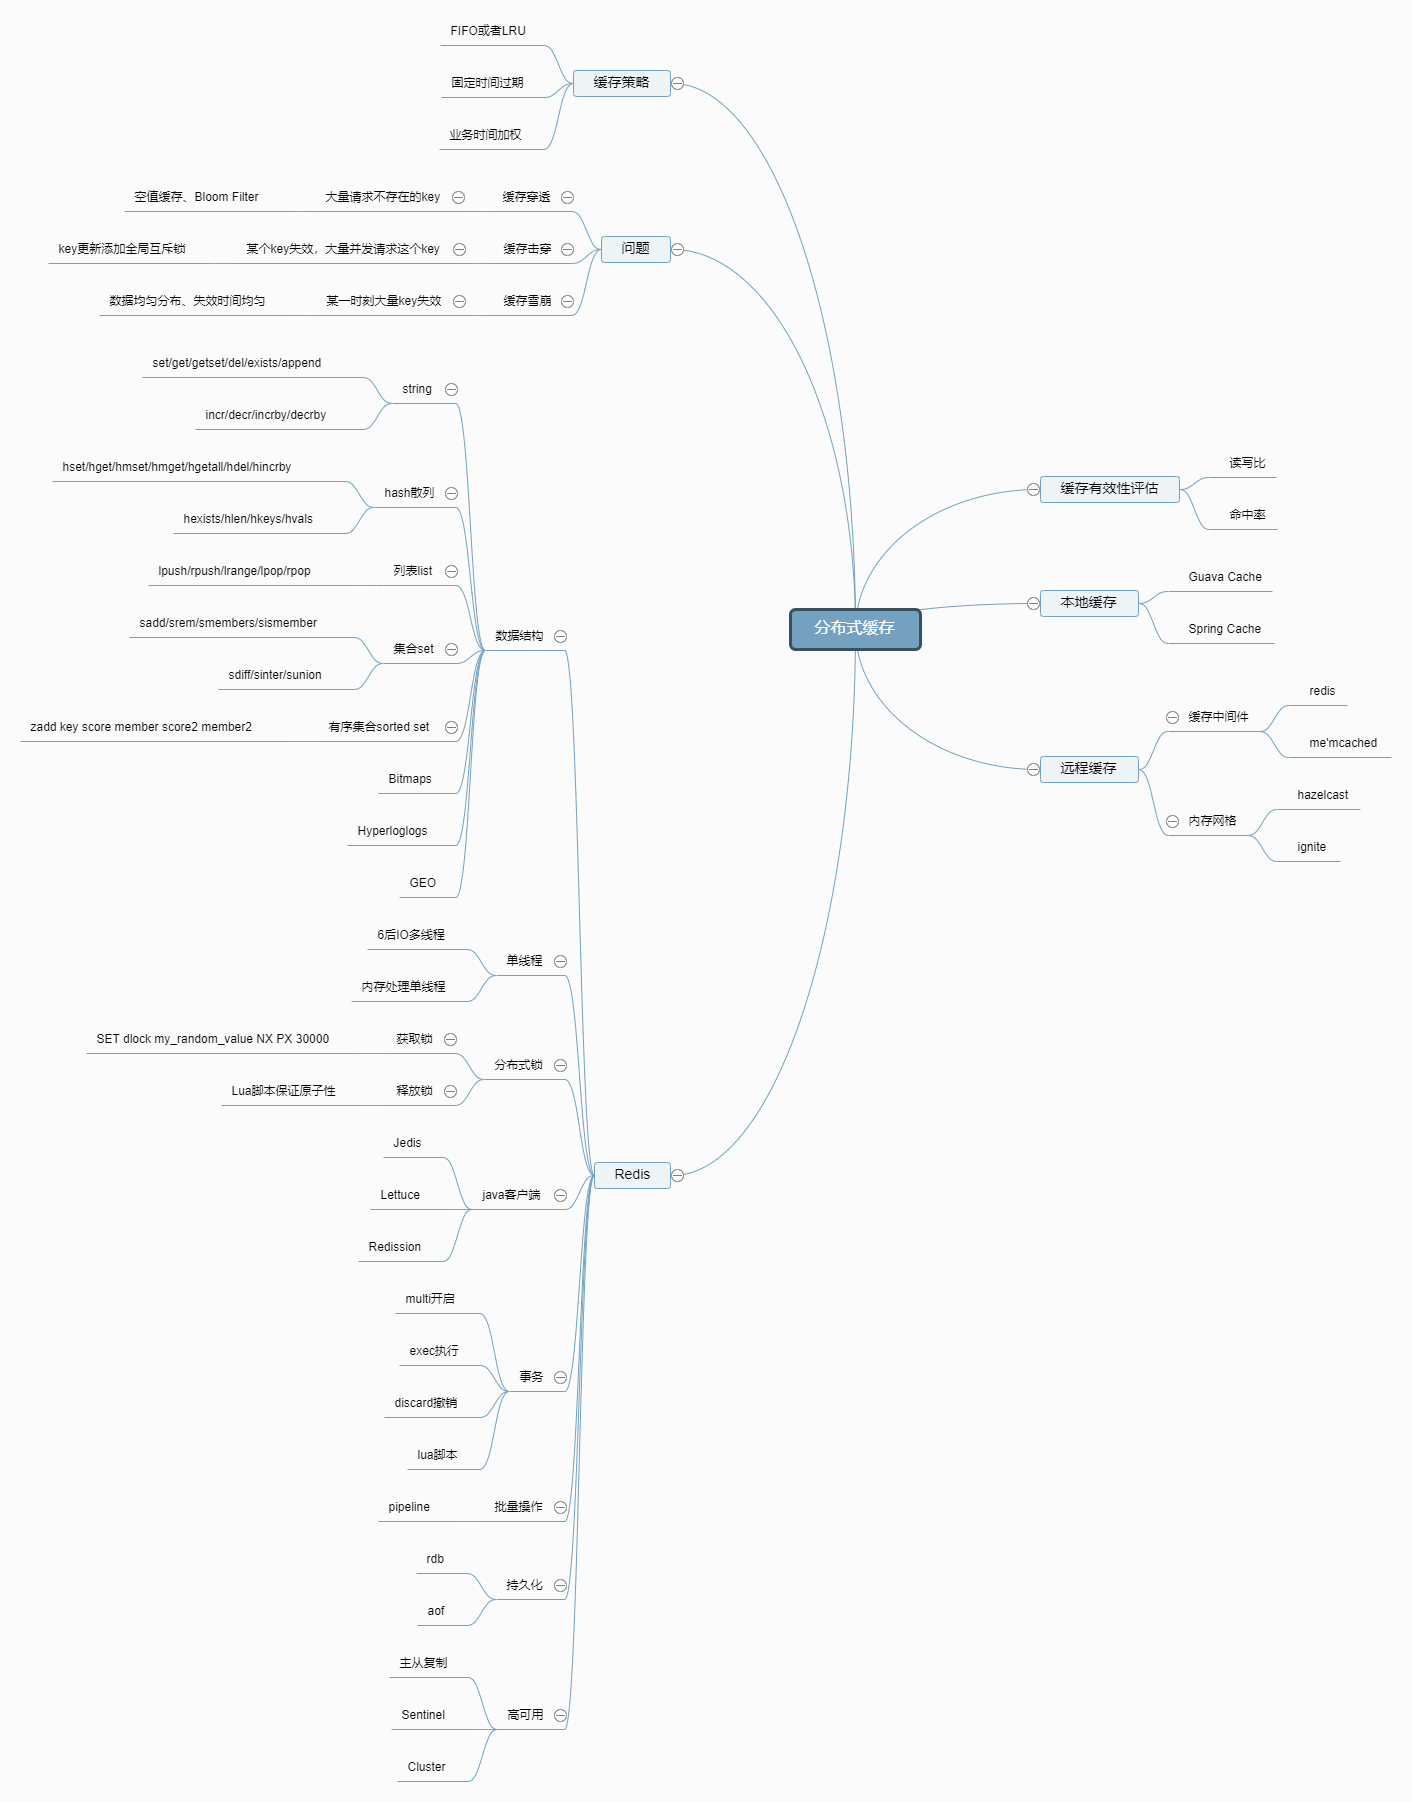 FIFO或者LRU
固定时间过期
业务时间加权
缓存策略
空值缓存、Bloom Filter
大量请求不存在的key
缓存穿透
key更新添加全局互斥锁
某个key失效，大量并发请求这个key
缓存击穿
数据均匀分布、失效时间均匀
某一时刻大量key失效
缓存雪崩
问题
set/get/getset/del/exists/append
incr/decr/incrby/decrby
string
hset/hget/hmset/hmget/hgetall/hdel/hincrby
hexists/hlen/hkeys/hvals
hash散列
lpush/rpush/lrange/lpop/rpop
列表list
sadd/srem/smembers/sismember
sdiff/sinter/sunion
集合set
zadd key score member score2 member2
有序集合sorted set
Bitmaps
Hyperloglogs
GEO
数据结构
6后IO多线程
内存处理单线程
单线程
SET dlock my_random_value NX PX 30000
获取锁
Lua脚本保证原子性
释放锁
分布式锁
Jedis
Lettuce
Redission
java客户端
multi开启
exec执行
discard撤销
lua脚本
事务
pipeline
批量操作
rdb
aof
持久化
主从复制
Sentinel
Cluster
高可用
Redis
分布式缓存
缓存有效性评估
读写比
命中率
本地缓存
Guava Cache
Spring Cache
远程缓存
缓存中间件
redis
me'mcached
内存网格
hazelcast
ignite